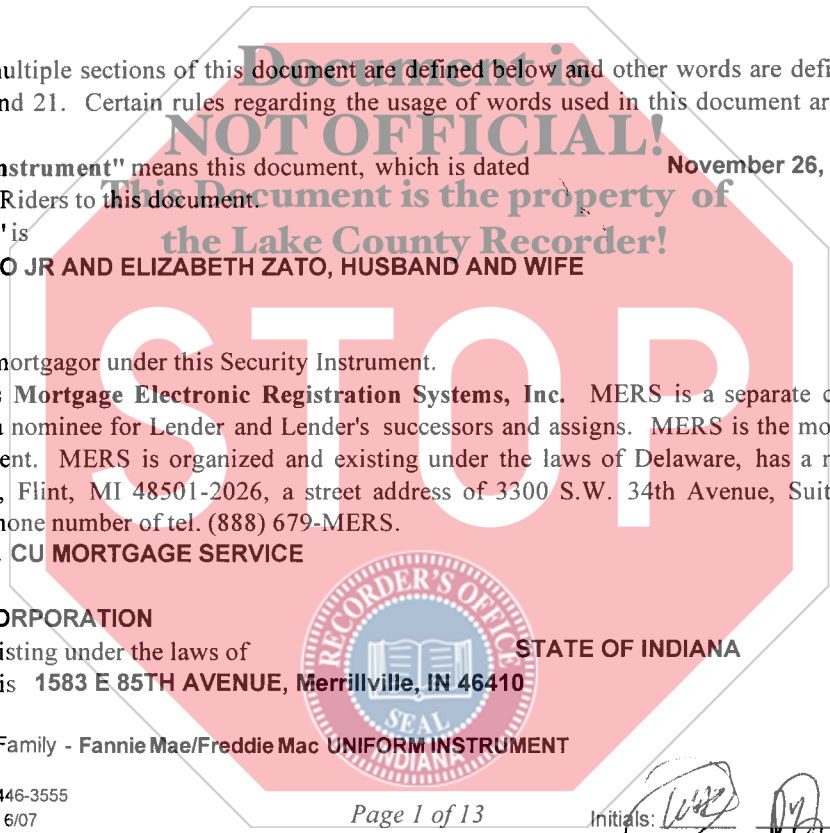 Document is
ultiple sections of this document are defined below and other words are defi
nd 21. Certain rules regarding the usage of words used in this document ar
NOT OFFICIAL!
nstrument" means this document, which is dated November 26,
This Document is the property of
Riders to this document.
" is
the Lake County Recorder!
O JR AND ELIZABETH ZATO, HUSBAND AND WIFE
STOP
mortgagor under this Security Instrument.
s Mortgage Electronic Registration Systems, Inc. MERS is a separate c
a nominee for Lender and Lender's successors and assigns. MERS is the mo
ent. MERS is organized and existing under the laws of Delaware, has a m
, Flint, MI 48501-2026, a street address of 3300 S.W. 34th Avenue, Suit
hone number of tel. (888) 679-MERS.
. CU MORTGAGE SERVICE
ORPORATION
isting under the laws of STATE OF INDIANA
is 1583 E 85TH AVENUE, Merrillville, IN 46410
RECORDER'S OFFICE
SEAL
INDIANA
Family - Fannie Mae/Freddie Mac UNIFORM INSTRUMENT
446-3555
6/07
Page 1 of 13
Initials: